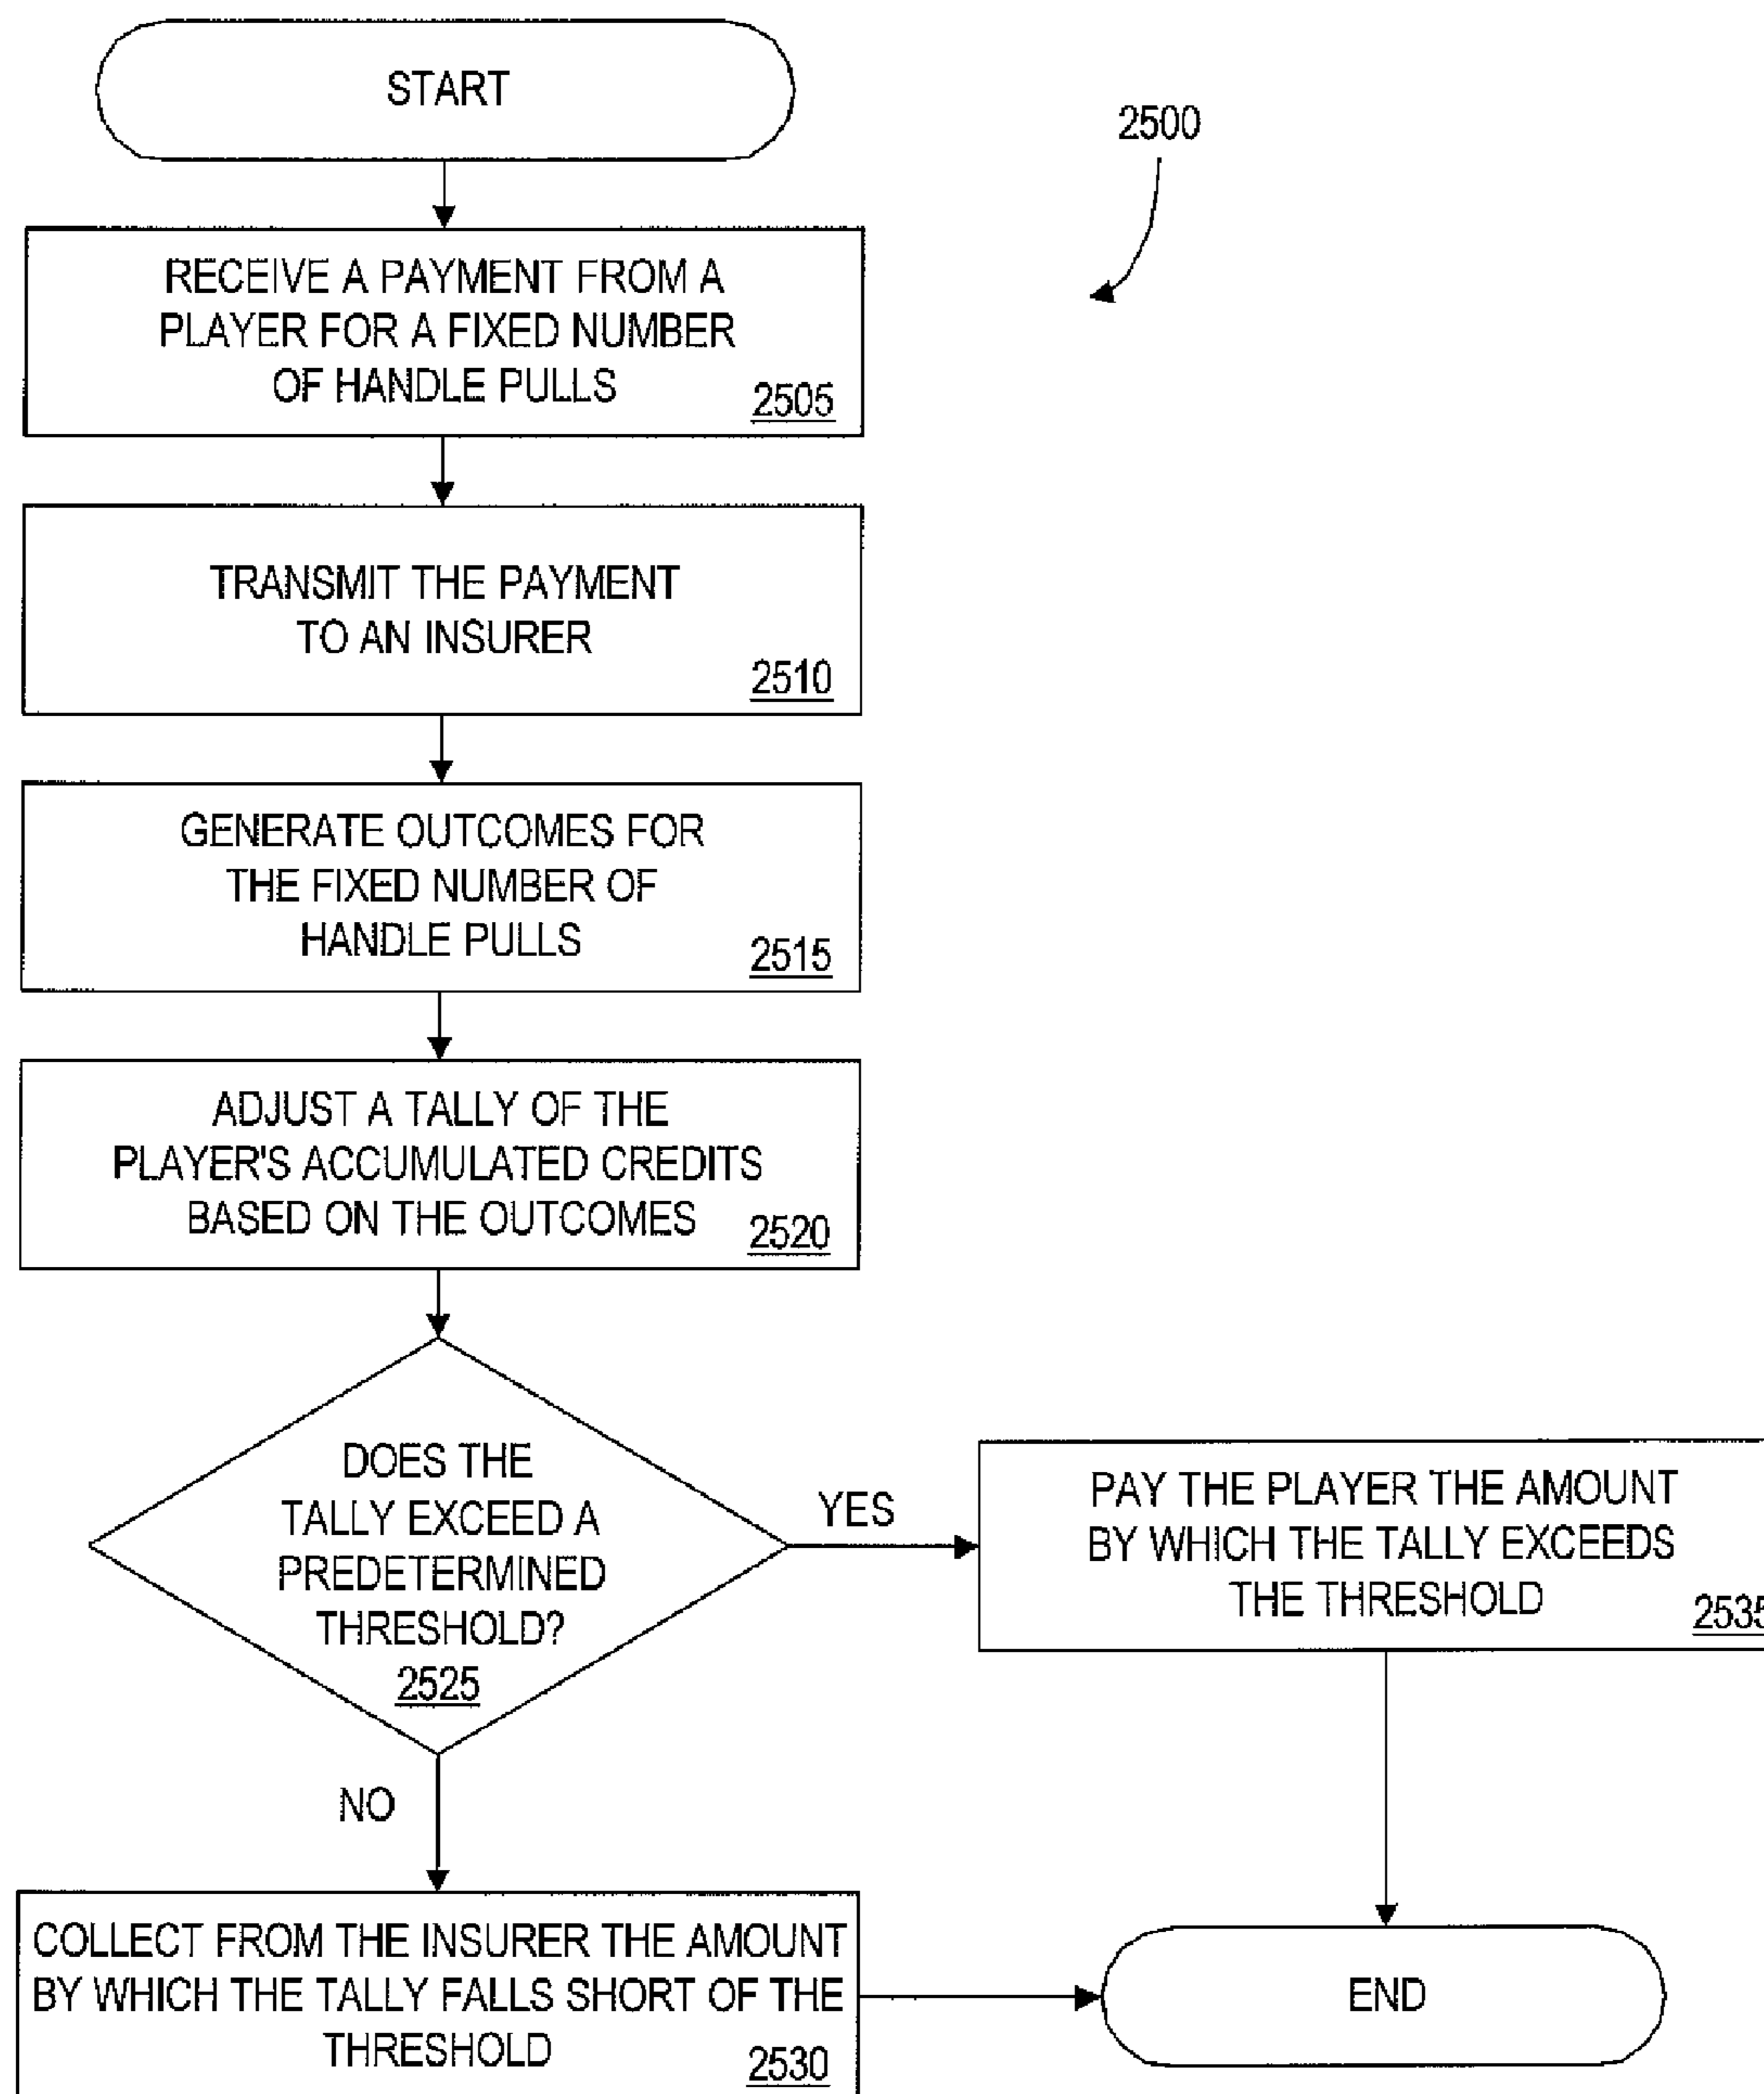 START
2500
RECEIVE A PAYMENT FROM A
PLAYER FOR A FIXED NUMBER
OF HANDLE PULLS
2505
TRANSMIT THE PAYMENT
TO AN INSURER
2510
GENERATE OUTCOMES FOR
THE FIXED NUMBER OF
HANDLE PULLS
2515
ADJUST A TALLY OF THE
PLAYER'S ACCUMULATED CREDITS
BASED ON THE OUTCOMES
2520
DOES THE
TALLY EXCEED A
PREDETERMINED
THRESHOLD?
2525
YES
PAY THE PLAYER THE AMOUNT
BY WHICH THE TALLY EXCEEDS
THE THRESHOLD
2535
NO
COLLECT FROM THE INSURER THE AMOUNT
BY WHICH THE TALLY FALLS SHORT OF THE
THRESHOLD
2530
END